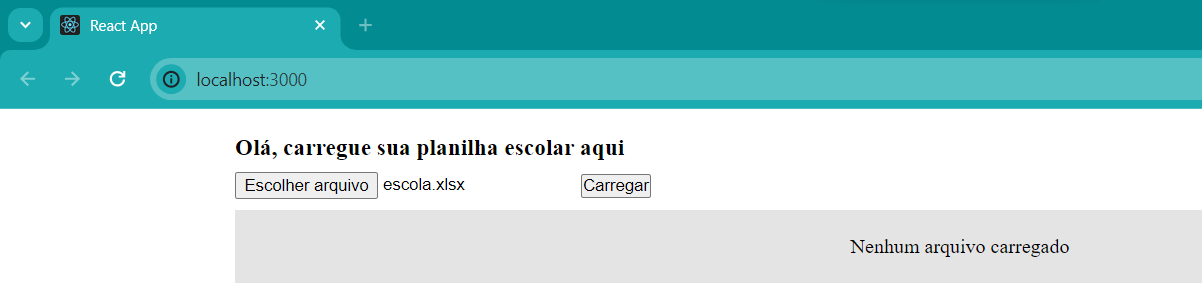 React App
localhost:3000
Olá, carregue sua planilha escolar aqui
Escolher arquivo escola.xlsx Carregar
Nenhum arquivo carregado